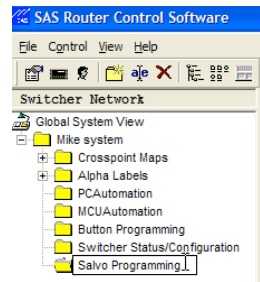 SAS Router Control Software
File Control View Help
Switcher Network
Global System View
Mike system
Crosspoint Maps
Alpha Labels
PCAutomation
MCUAutomation
Button Programming
Switcher Status/Configuration
Salvo Programming